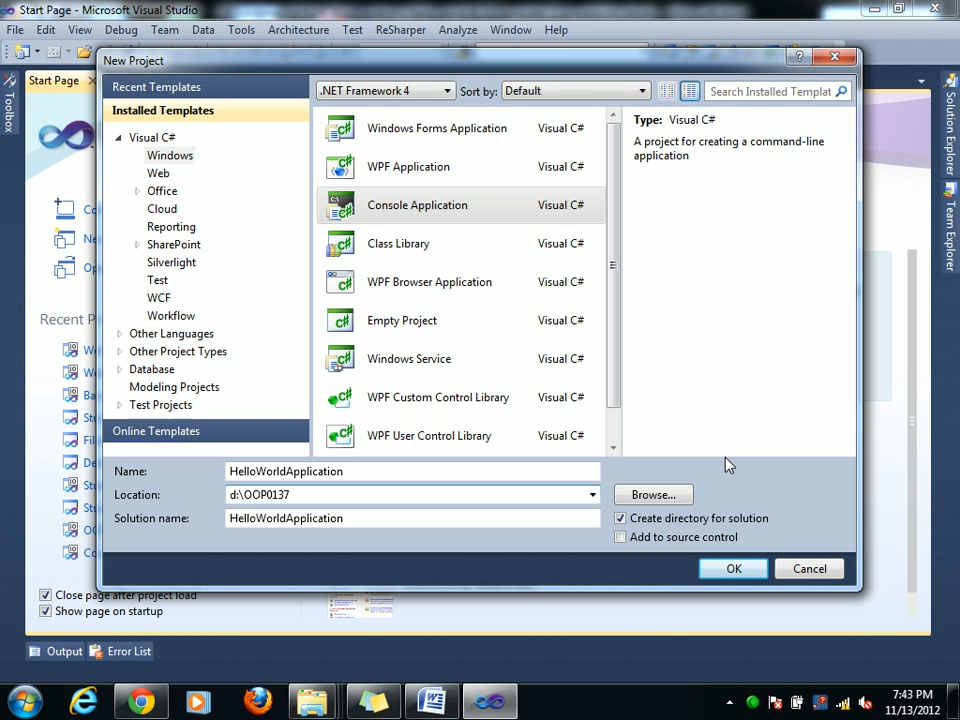 Start Page - Microsoft Visual Studio
File Edit View Debug Team Data Tools Architecture Test ReSharper Analyze Window Help
New Project
Start Page
Toolbox
Solution Explorer
Team Explorer
Recent Templates
.NET Framework 4 Sort by: Default Search Installed Templat
Installed Templates
Visual C#
Windows
Web
Office
Cloud
Reporting
SharePoint
Silverlight
Test
WCF
Workflow
Other Languages
Other Project Types
Database
Modeling Projects
Test Projects
Online Templates
Windows Forms Application Visual C#
WPF Application Visual C#
Console Application Visual C#
Class Library Visual C#
WPF Browser Application Visual C#
Empty Project Visual C#
Windows Service Visual C#
WPF Custom Control Library Visual C#
WPF User Control Library Visual C#
Type: Visual C#
A project for creating a command-line
application
Recent P
Name: HelloWorldApplication
Location: d:\OOP0137 Browse...
Solution name: HelloWorldApplication Create directory for solution
Add to source control
OK Cancel
Close page after project load
Show page on startup
Output Error List
7:43 PM
11/13/2012